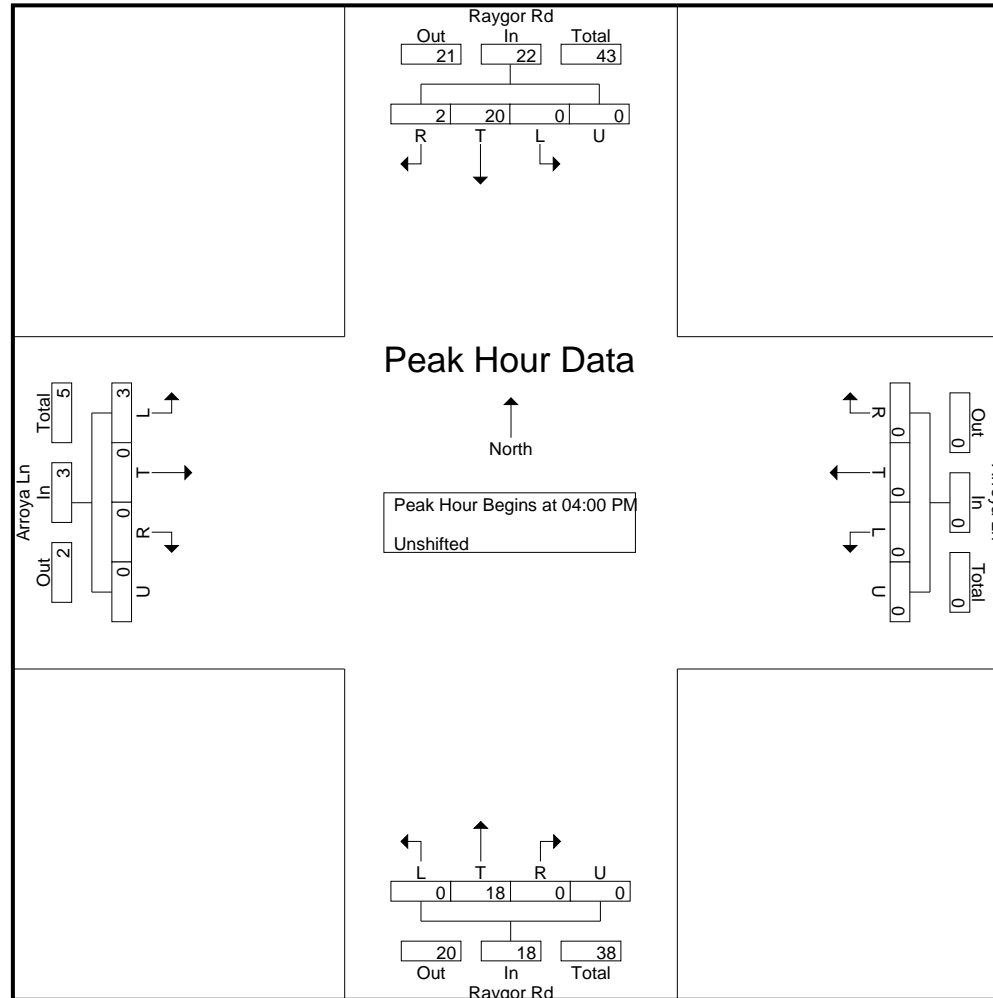 Raygor Rd
Out In Total
21 22 43
2 20 0 0
R T L U
Peak Hour Data
North
Peak Hour Begins at 04:00 PM
Unshifted
Arroya Ln
Total In Out
5 3 2
3 0 0 0
L T R U
R T L U
0 0 0 0
Out In Total
0 0 0
L T R U
0 18 0 0
20 18 38
Out In Total
Raygor Rd